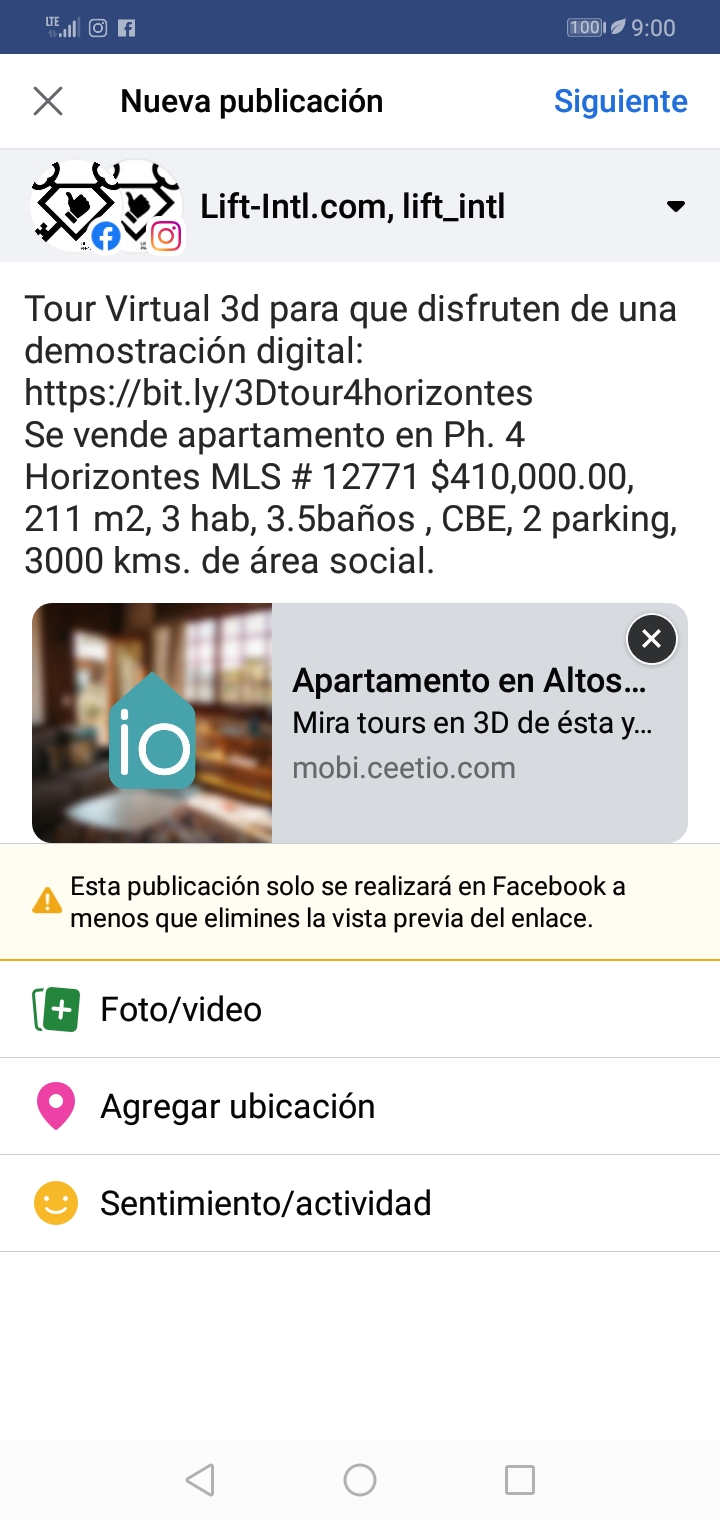 LTE
100
9:00
Nueva publicación
Siguiente
Lift-Intl.com, lift_intl
Tour Virtual 3d para que disfruten de una
demostración digital:
https://bit.ly/3Dtour4horizontes
Se vende apartamento en Ph. 4
Horizontes MLS # 12771 $410,000.00,
211 m2, 3 hab, 3.5baños , CBE, 2 parking,
3000 kms. de área social.
io
Apartamento en Altos...
Mira tours en 3D de ésta y...
mobi.ceetio.com
Esta publicación solo se realizará en Facebook a
menos que elimines la vista previa del enlace.
Foto/video
Agregar ubicación
Sentimiento/actividad